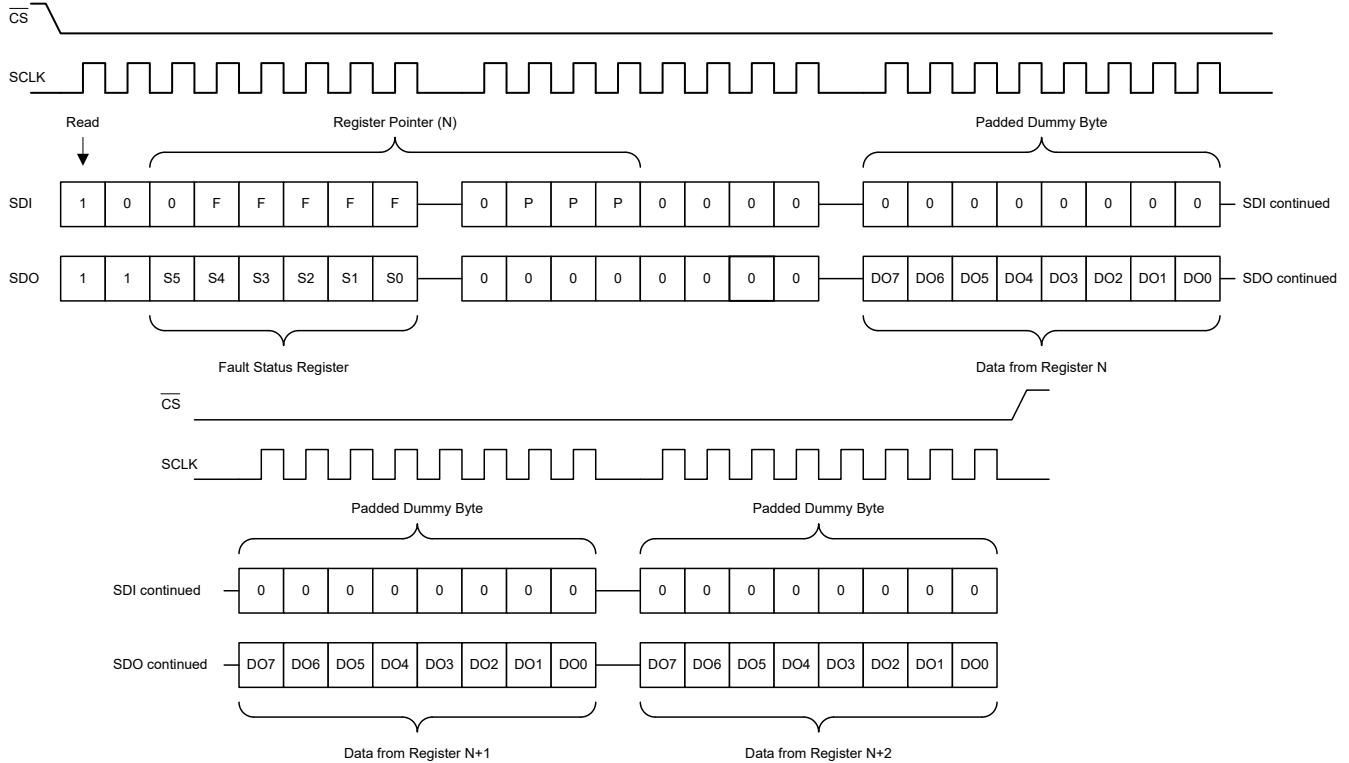 CS
SCLK
Read Register Pointer (N) Padded Dummy Byte
SDI 1 0 0 F F F F F 0 P P P 0 0 0 0 0 0 0 0 0 0 0 0 SDI continued
SDO 1 1 S5 S4 S3 S2 S1 S0 0 0 0 0 0 0 0 0 DO7 DO6 DO5 DO4 DO3 DO2 DO1 DO0 SDO continued
Fault Status Register Data from Register N
CS
SCLK
Padded Dummy Byte Padded Dummy Byte
SDI continued 0 0 0 0 0 0 0 0 0 0 0 0 0 0 0 0
SDO continued DO7 DO6 DO5 DO4 DO3 DO2 DO1 DO0 DO7 DO6 DO5 DO4 DO3 DO2 DO1 DO0
Data from Register N+1 Data from Register N+2